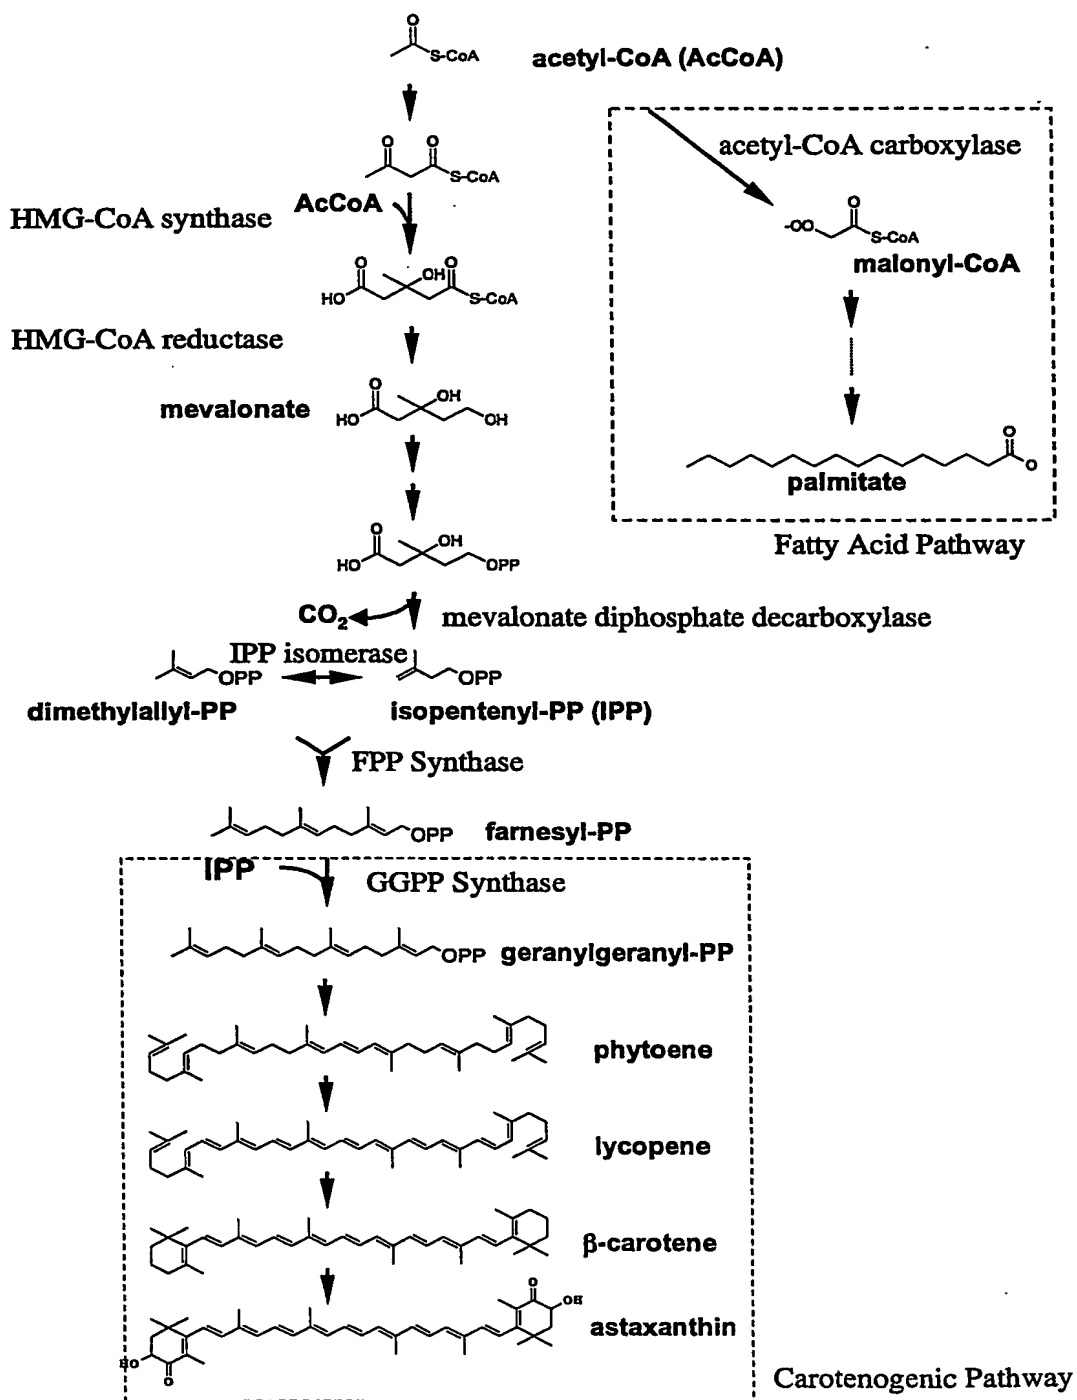 O
S-CoA
acetyl-CoA (AcCoA)
acetyl-CoA carboxylase
O O
S-CoA
AcCoA
HMG-CoA synthase
O
-OO
S-CoA
malonyl-CoA
O OH O
HO S-CoA
HMG-CoA reductase
O OH
mevalonate
HO OH
O
O
palmitate
Fatty Acid Pathway
O OH
HO OPP
CO2
mevalonate diphosphate decarboxylase
IPP isomerase
OPP OPP
dimethylallyl-PP isopentenyl-PP (IPP)
FPP Synthase
OPP farnesyl-PP
IPP
GGPP Synthase
OPP geranylgeranyl-PP
phytoene
lycopene
β-carotene
O
OH
astaxanthin
HO
O
Carotenogenic Pathway